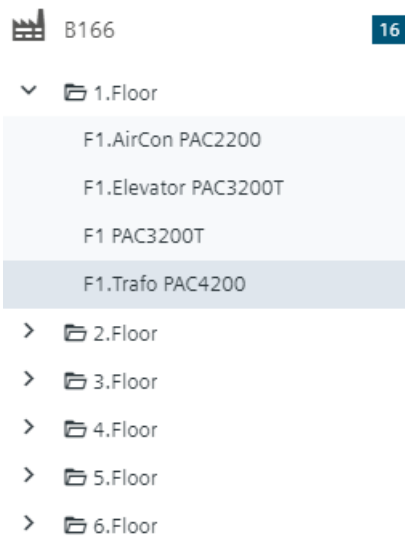 B166
16
1.Floor
F1.AirCon PAC2200
F1.Elevator PAC3200T
F1 PAC3200T
F1.Trafo PAC4200
2.Floor
3.Floor
4.Floor
5.Floor
6.Floor